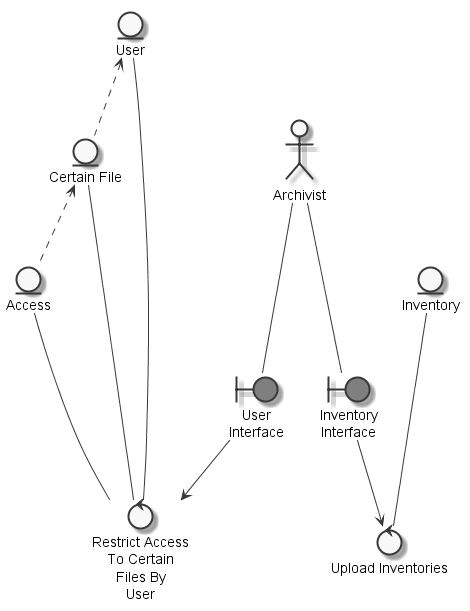 User
Certain File
Archivist
Access
Inventory
User
Interface
Inventory
Interface
Restrict Access
To Certain
Files By
User
Upload Inventories